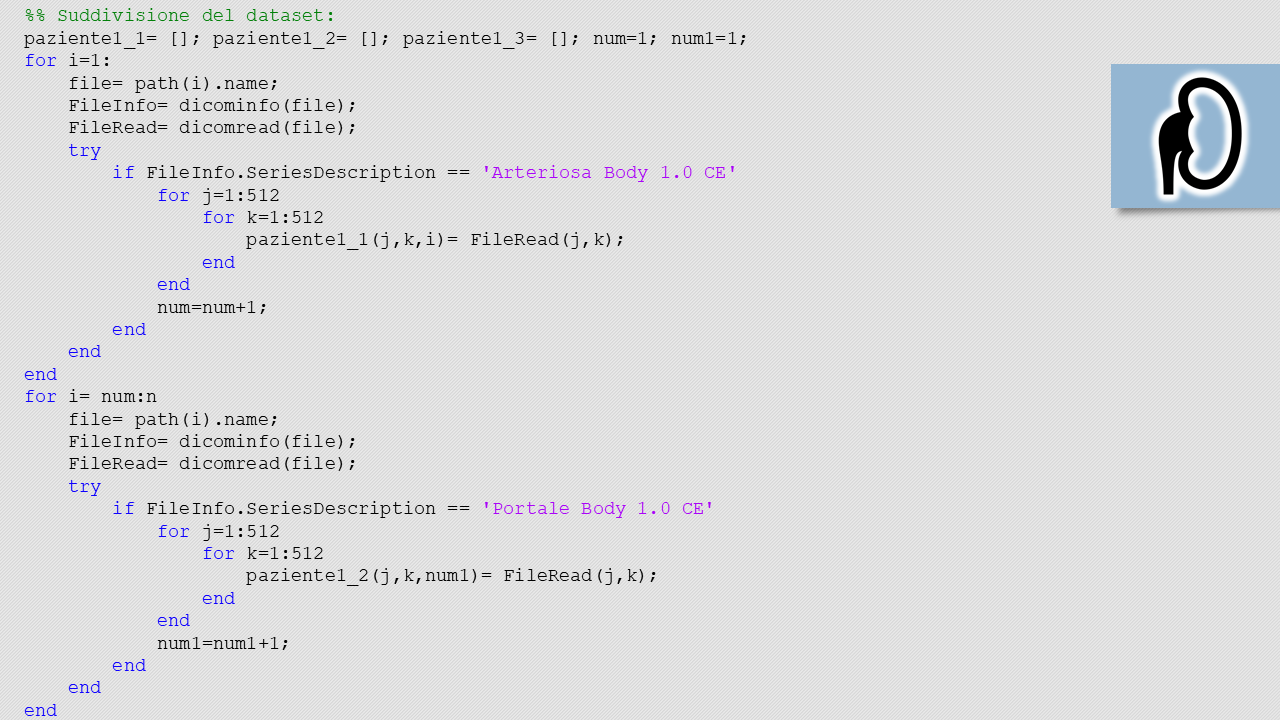 %% Suddivisione del dataset:
paziente1_1= []; paziente1_2= []; paziente1_3= []; num=1; num1=1;
for i=1:
    file= path(i).name;
    FileInfo= dicominfo(file);
    FileRead= dicomread(file);
    try
        if FileInfo.SeriesDescription == 'Arteriosa Body 1.0 CE'
            for j=1:512
                for k=1:512
                    paziente1_1(j,k,i)= FileRead(j,k);
                end
            end
            num=num+1;
        end
    end
end
for i= num:n
    file= path(i).name;
    FileInfo= dicominfo(file);
    FileRead= dicomread(file);
    try
        if FileInfo.SeriesDescription == 'Portale Body 1.0 CE'
            for j=1:512
                for k=1:512
                    paziente1_2(j,k,num1)= FileRead(j,k);
                end
            end
            num1=num1+1;
        end
    end
end